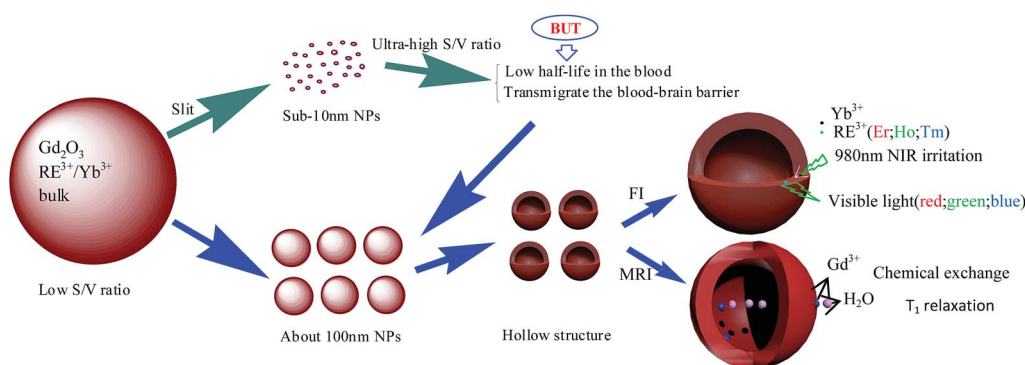 BUT
Ultra-high S/V ratio
Low half-life in the blood
Transmigrate the blood-brain barrier
Slit
Sub-10nm NPs
Gd₂O₃
RE³⁺/Yb³⁺
bulk
Low S/V ratio
About 100nm NPs
Hollow structure
FI
MRI
Yb³⁺
RE³⁺(Er;Ho;Tm)
980nm NIR irritation
Visible light(red;green;blue)
Gd³⁺
H₂O
Chemical exchange
T₁ relaxation